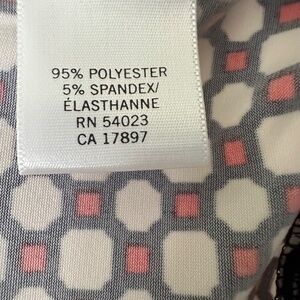 95% POLYESTER
5% SPANDEX/
ÉLASTHANNE
RN 54023
CA 17897